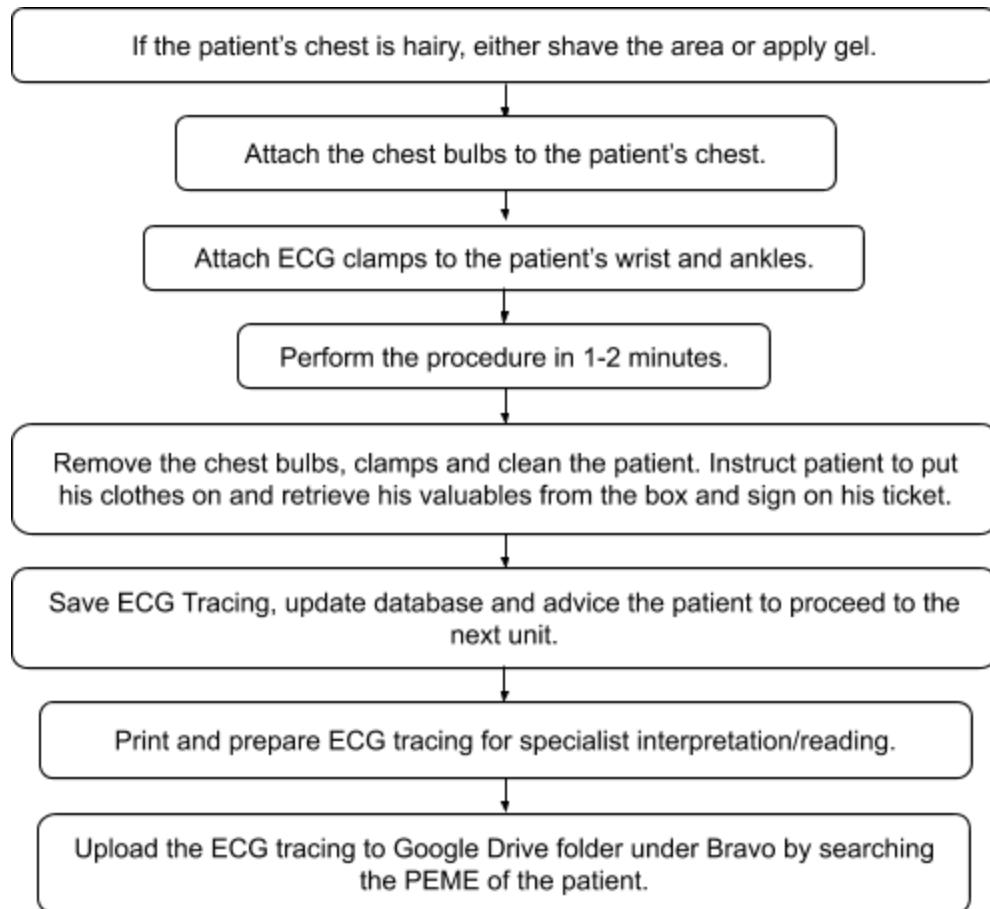 If the patient’s chest is hairy, either shave the area or apply gel.
Attach the chest bulbs to the patient’s chest.
Attach ECG clamps to the patient’s wrist and ankles.
Perform the procedure in 1-2 minutes.
Remove the chest bulbs, clamps and clean the patient. Instruct patient to put
his clothes on and retrieve his valuables from the box and sign on his ticket.
Save ECG Tracing, update database and advice the patient to proceed to the
next unit.
Print and prepare ECG tracing for specialist interpretation/reading.
Upload the ECG tracing to Google Drive folder under Bravo by searching
the PEME of the patient.